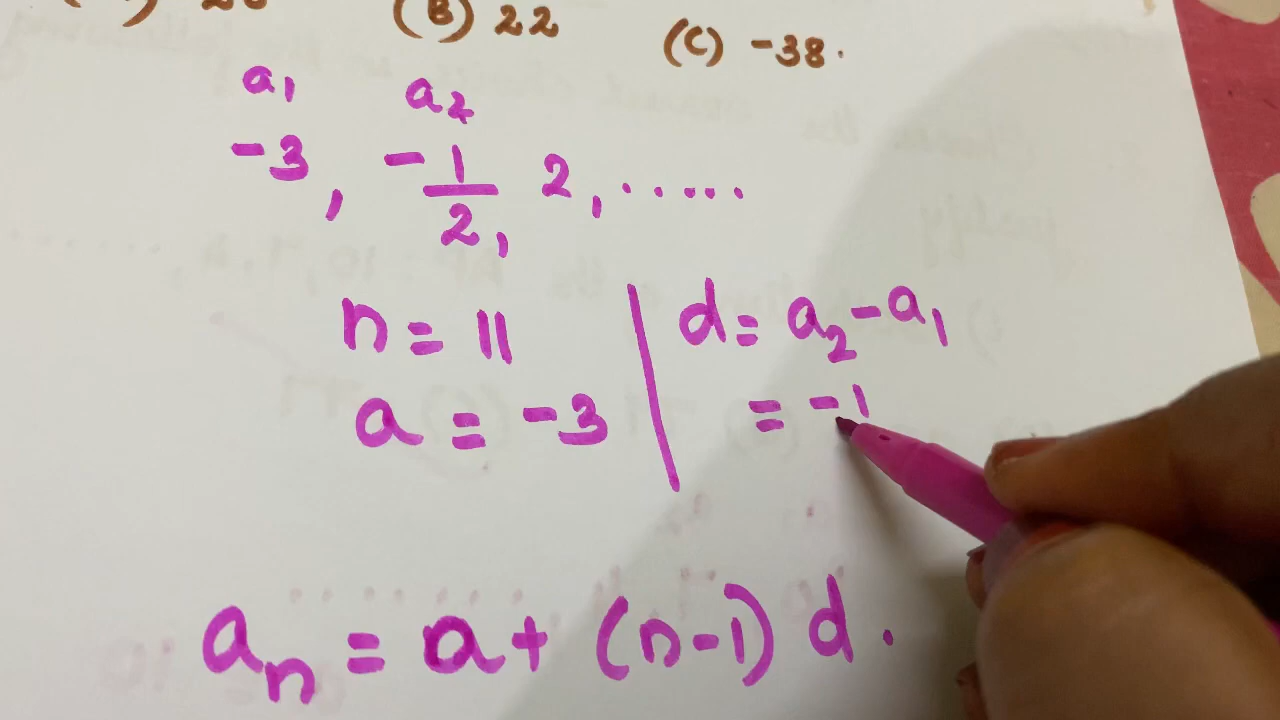 (B) 22 (C) -38.
a1 a2
-3, -1/2, 2, .....
n = 11 d = a2 - a1
a = -3 = -1
an = a + (n-1) d.